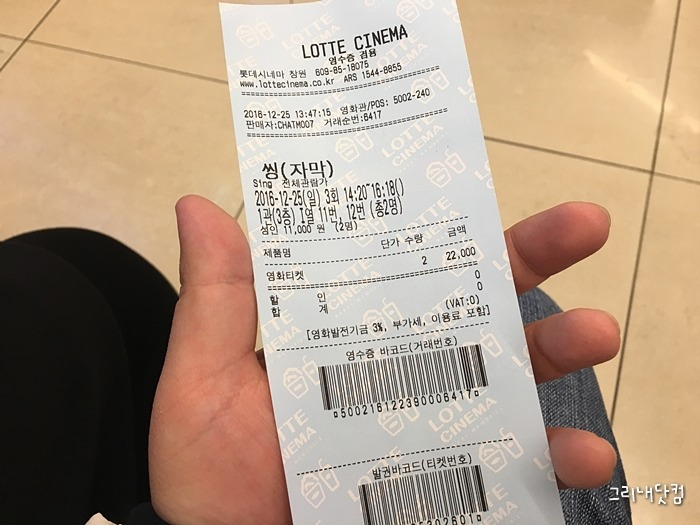 LOTTE CINEMA
영수증 겸용
롯데시네마 창원 609-85-18075
www.lottecinema.co.kr ARS 1544-8855
2016-12-25 13:47:15 영화관/POS: 5002-240
판매자:CHATM007 거래순번:8417
씽(자막)
Sing 전체관람가
2016-12-25(일) 3회 14:20~16:18()
1관(3층) I열 11번, 12번 (총2명)
성인 11,000 원 (2명)
제품명 단가 수량 금액
영화티켓 2 22,000
할 인 0
합 계 0
(VAT:0)
[영화발전기금 3%, 부가세, 이용료 포함]
영수증 바코드(거래번호)
발권바코드(티켓번호)
그리내닷컴